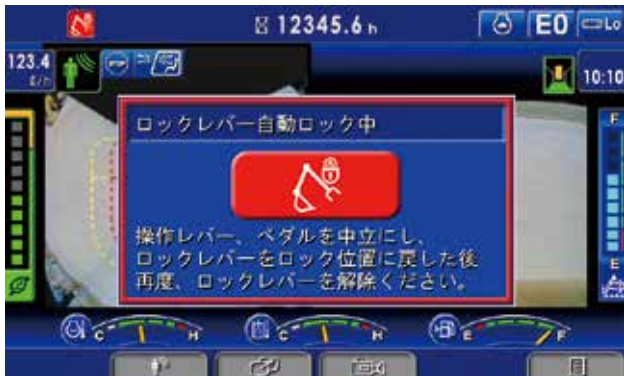 12345.6 h
E0
Lo
123.4
ℓ/h
10:10
ロックレバー自動ロック中
操作レバー、ペダルを中立にし、
ロックレバーをロック位置に戻した後
再度、ロックレバーを解除ください。
F
E
C H
C H
E F